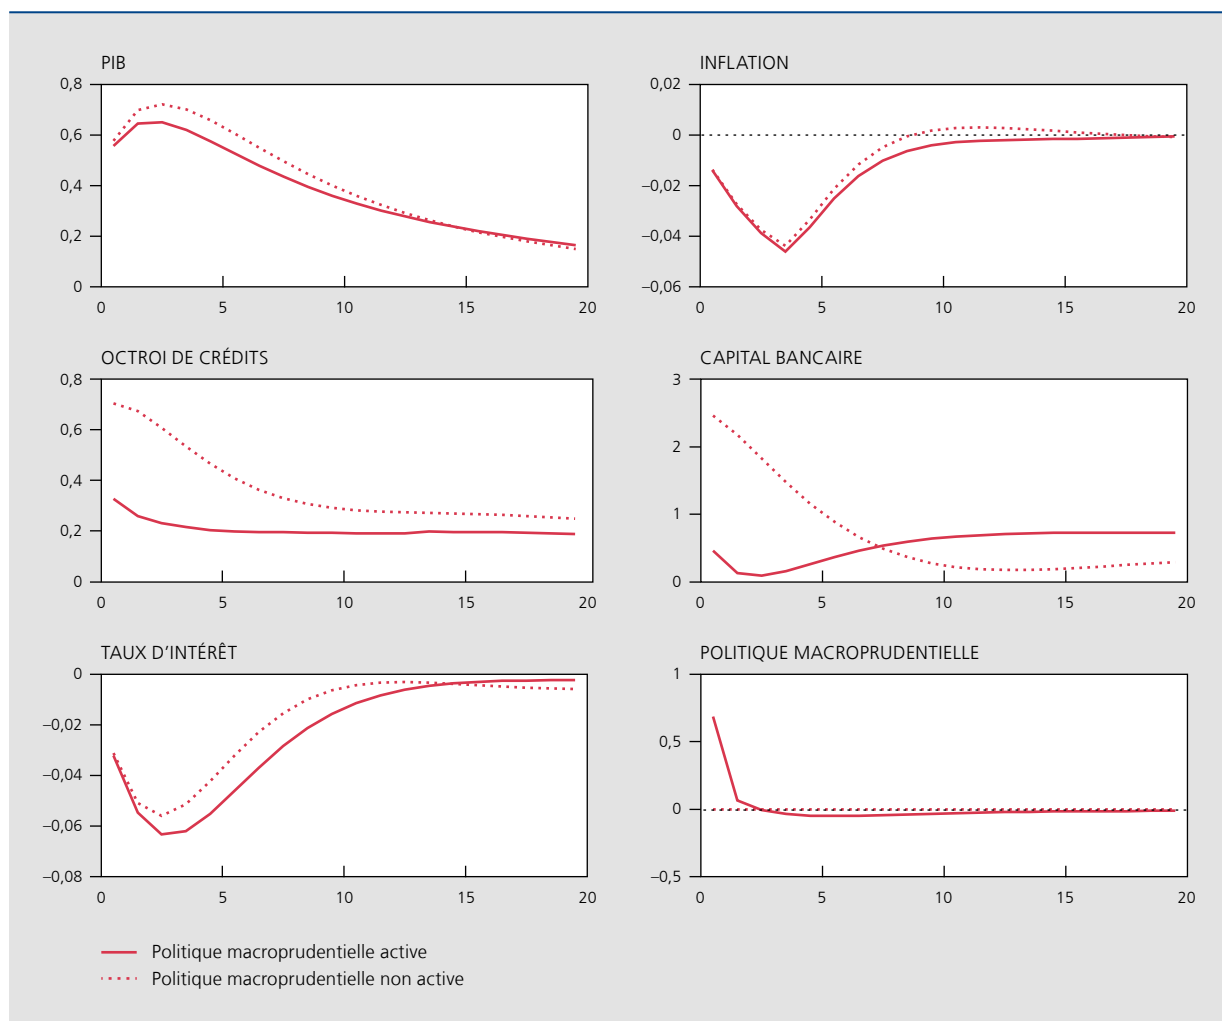 PIB
0,8
0,6
0,4
0,2
0
0 5 10 15 20
INFLATION
0,02
0
–0,02
–0,04
–0,06
0 5 10 15 20
OCTROI DE CRÉDITS
0,8
0,6
0,4
0,2
0
0 5 10 15 20
CAPITAL BANCAIRE
3
2
1
0
0 5 10 15 20
TAUX D’INTÉRÊT
0
–0,02
–0,04
–0,06
–0,08
0 5 10 15 20
POLITIQUE MACROPRUDENTIELLE
1
0,5
0
–0,5
0 5 10 15 20
Politique macroprudentielle active
Politique macroprudentielle non active